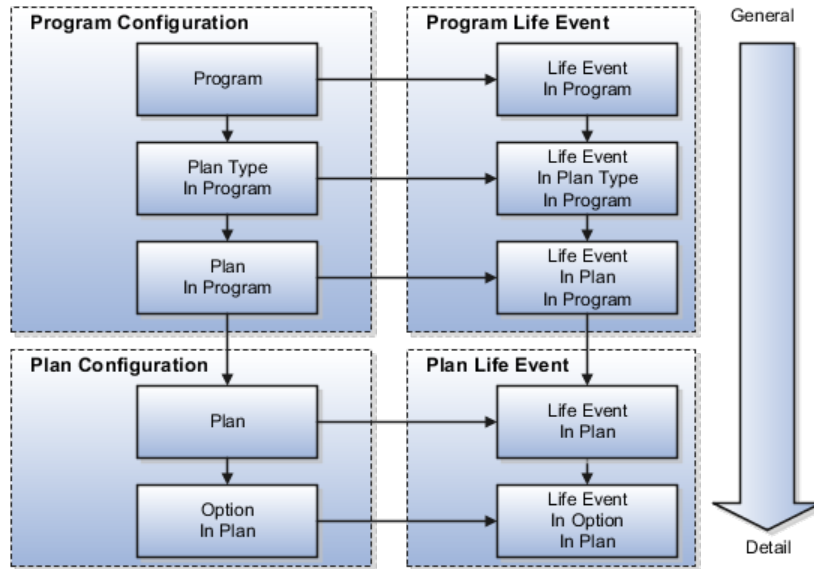 Program Configuration
Program
Plan Type
In Program
Plan
In Program
Program Life Event
Life Event
In Program
Life Event
In Plan Type
In Program
Life Event
In Plan
In Program
Plan Configuration
Plan
Option
In Plan
Plan Life Event
Life Event
In Plan
Life Event
In Option
In Plan
General
Detail